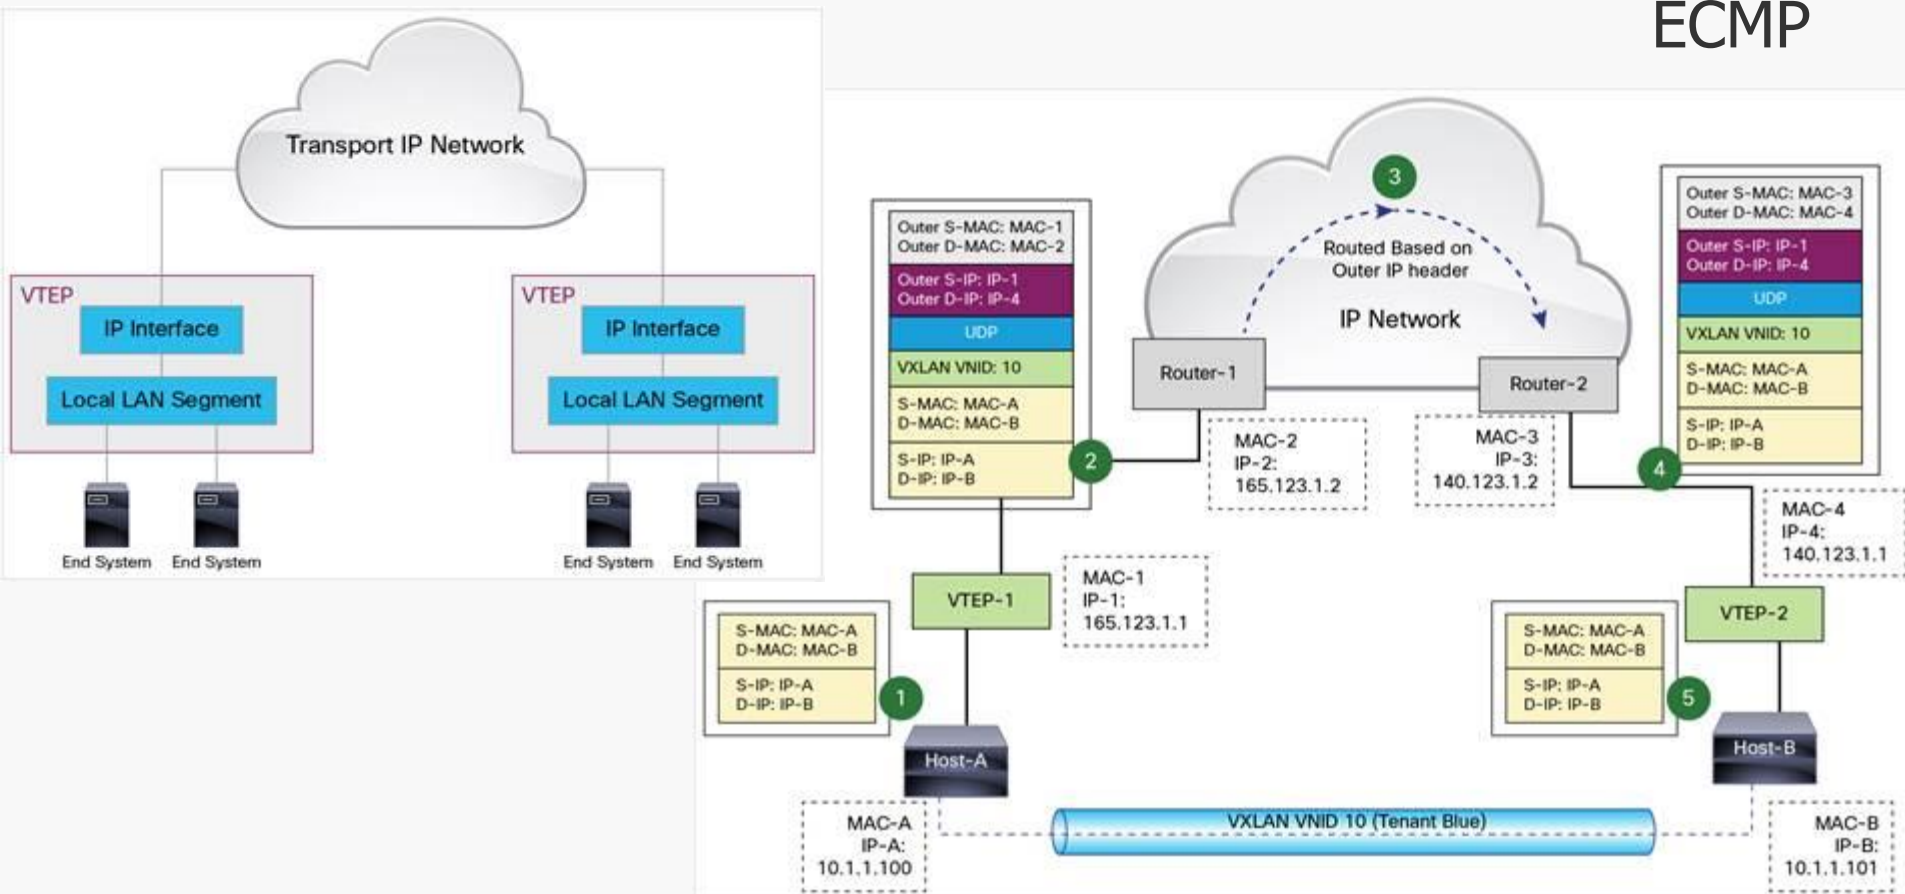 ECMP
Transport IP Network
VTEP
IP Interface
Local LAN Segment
End System
End System
VTEP
IP Interface
Local LAN Segment
End System
End System
Outer S-MAC: MAC-1
Outer D-MAC: MAC-2
Outer S-IP: IP-1
Outer D-IP: IP-4
UDP
VXLAN VNID: 10
S-MAC: MAC-A
D-MAC: MAC-B
S-IP: IP-A
D-IP: IP-B
2
3
Routed Based on
Outer IP header
IP Network
Router-1
Router-2
MAC-2
IP-2:
165.123.1.2
MAC-3
IP-3:
140.123.1.2
Outer S-MAC: MAC-3
Outer D-MAC: MAC-4
Outer S-IP: IP-1
Outer D-IP: IP-4
UDP
VXLAN VNID: 10
S-MAC: MAC-A
D-MAC: MAC-B
S-IP: IP-A
D-IP: IP-B
4
MAC-4
IP-4:
140.123.1.1
VTEP-1
MAC-1
IP-1:
165.123.1.1
VTEP-2
S-MAC: MAC-A
D-MAC: MAC-B
S-IP: IP-A
D-IP: IP-B
1
Host-A
S-MAC: MAC-A
D-MAC: MAC-B
S-IP: IP-A
D-IP: IP-B
5
Host-B
MAC-A
IP-A:
10.1.1.100
VXLAN VNID 10 (Tenant Blue)
MAC-B
IP-B:
10.1.1.101